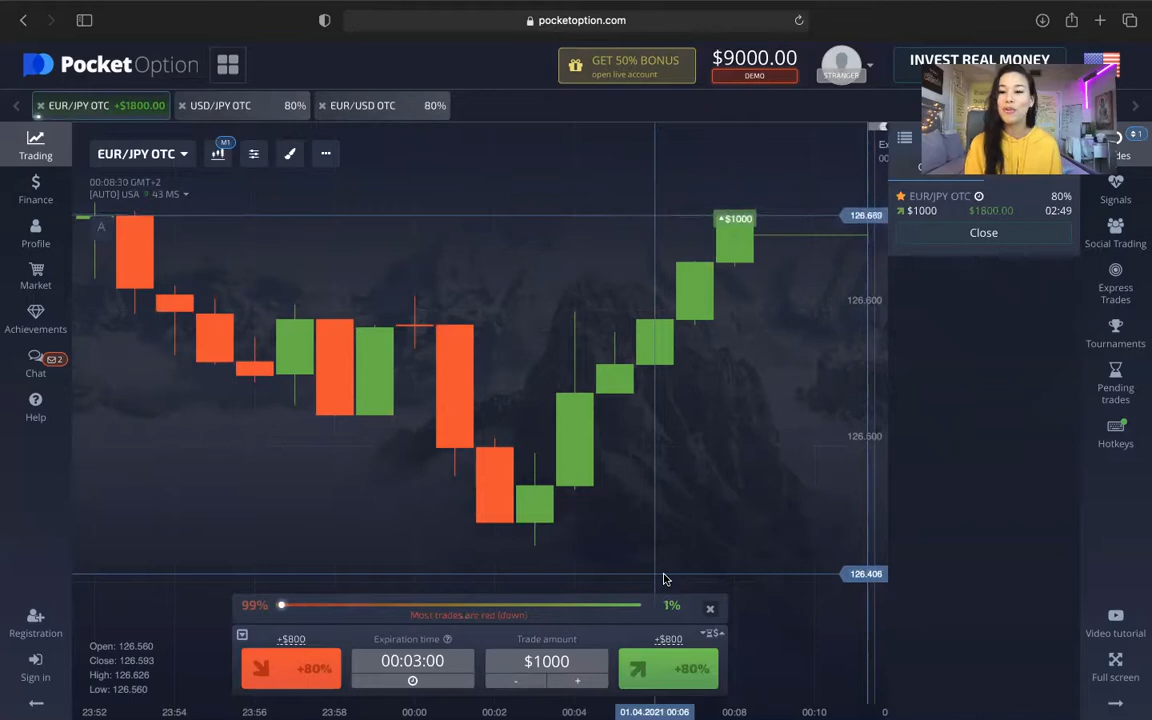 pocketoption.com
PocketOption
GET 50% BONUS
open live account
$9000.00
DEMO
STRANGER
INVEST REAL MONEY
EUR/JPY OTC +$1800.00
USD/JPY OTC 80%
EUR/USD OTC 80%
Trading
Finance
Profile
Market
Achievements
Chat
2
Help
Registration
Sign in
EUR/JPY OTC
M1
00:08:30 GMT+2
[AUTO] USA 43 MS
A
$1000
126.669
126.600
126.500
126.406
EUR/JPY OTC 80%
$1000 $1800.00 02:49
Close
1
Signals
Social Trading
Express
Trades
Tournaments
Pending
trades
Hotkeys
Video tutorial
Full screen
99%
Most trades are red (down)
1%
+$800
Expiration time
Trade amount
+$800
+80%
00:03:00
$1000
- +
+80%
Open: 126.560
Close: 126.593
High: 126.626
Low: 126.560
23:52 23:54 23:56 23:58 00:00 00:02 00:04 01.04.2021 00:06 00:08 00:10